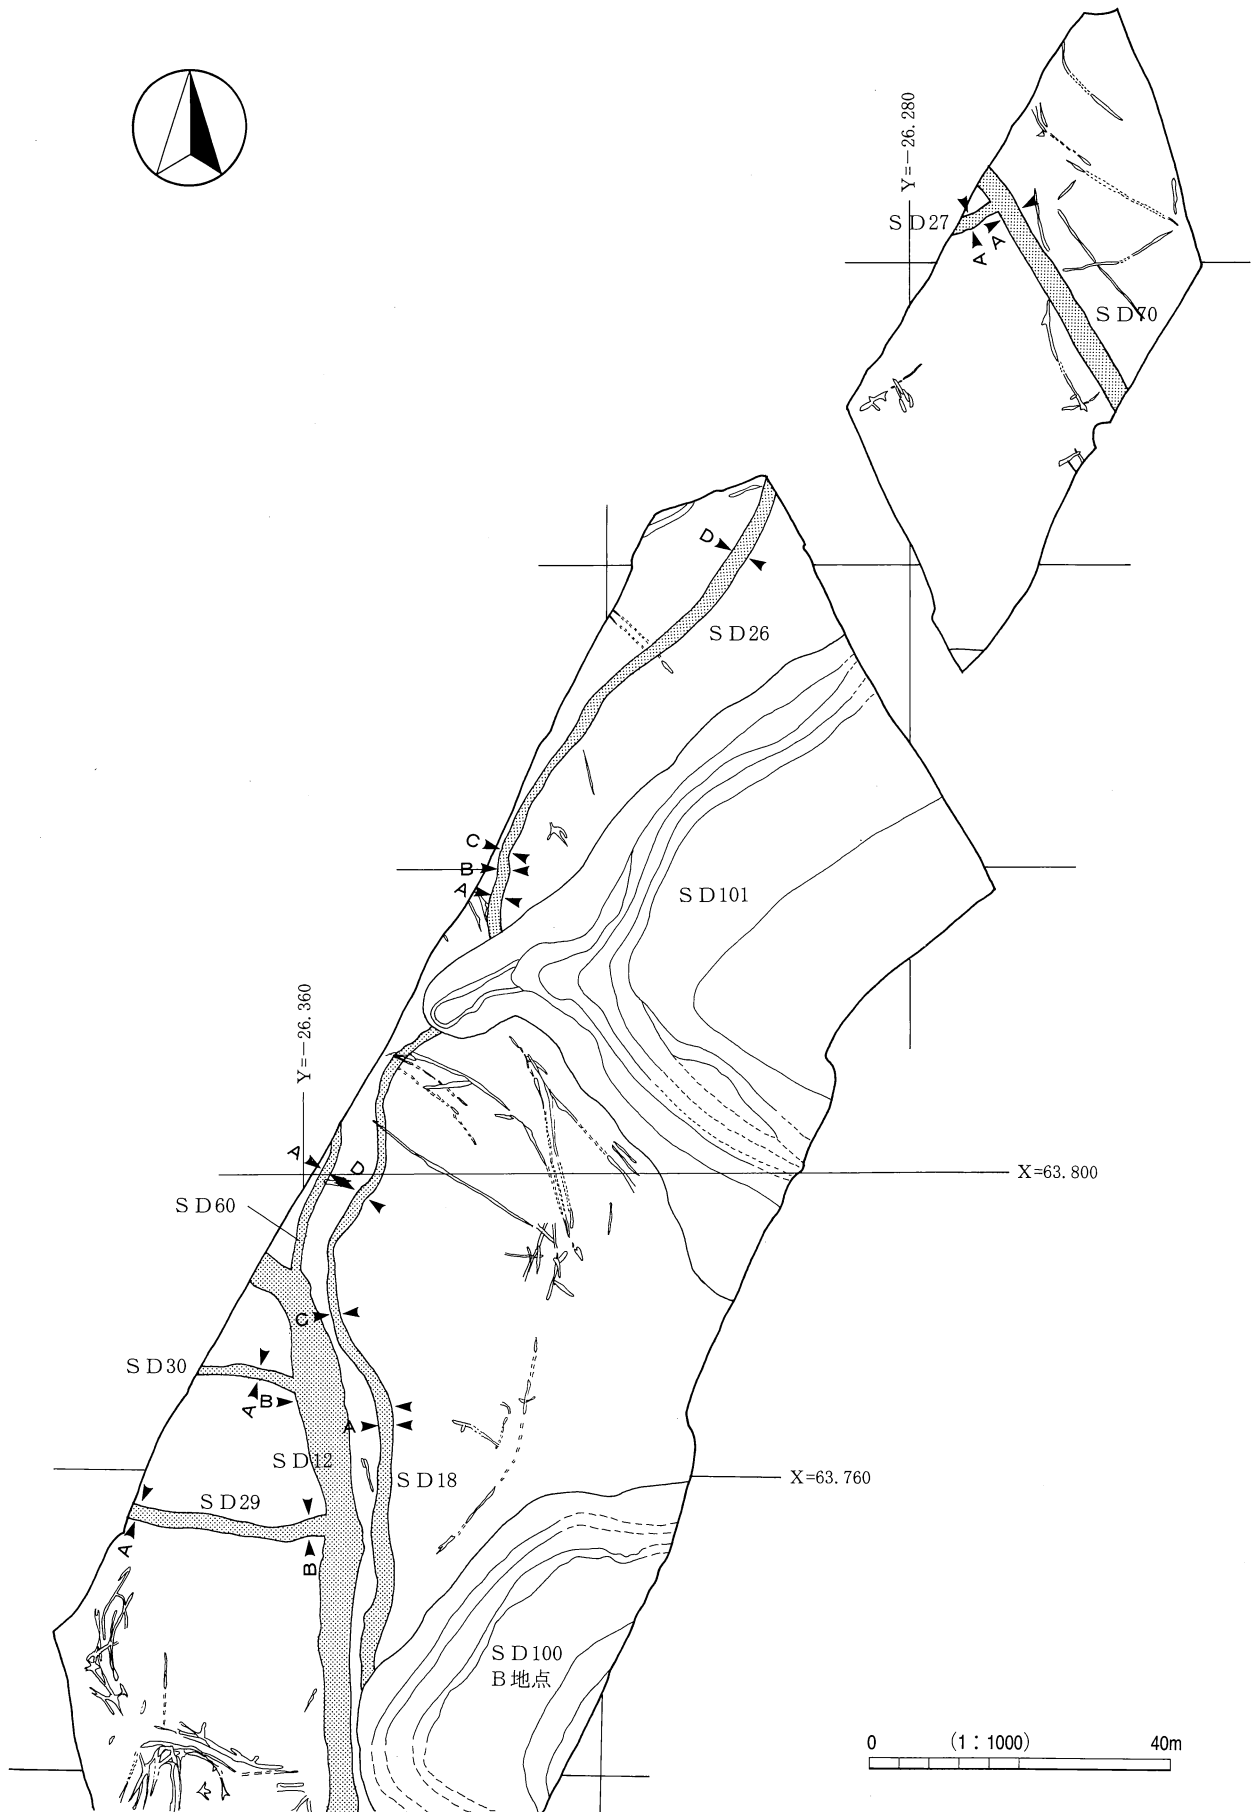 Y=−26.280
SD27
A
A
SD70
D
SD26
C
B
A
SD101
Y=−26.360
A
D
X=63.800
SD60
C
SD30
A
B
A
SD12
SD18
X=63.760
SD29
A
B
SD100
B地点
0 (1：1000) 40m